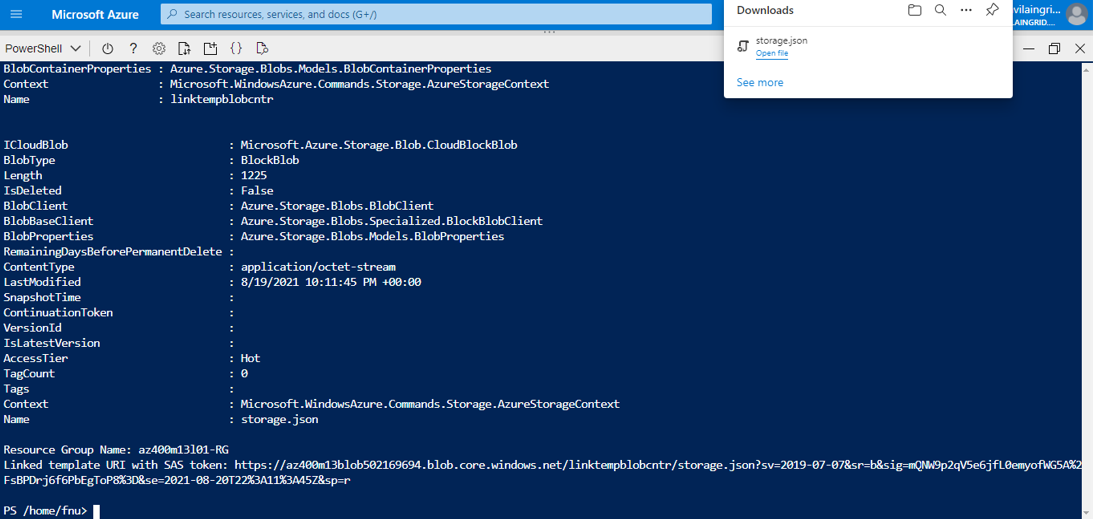 Microsoft Azure
Search resources, services, and docs (G+/)
Downloads
vilaingri...
LAINGRID....
storage.json
Open file
See more
PowerShell
BlobContainerProperties : Azure.Storage.Blobs.Models.BlobContainerProperties
Context : Microsoft.WindowsAzure.Commands.Storage.AzureStorageContext
Name : linktempblobcntr
ICloudBlob : Microsoft.Azure.Storage.Blob.CloudBlockBlob
BlobType : BlockBlob
Length : 1225
IsDeleted : False
BlobClient : Azure.Storage.Blobs.BlobClient
BlobBaseClient : Azure.Storage.Blobs.Specialized.BlockBlobClient
BlobProperties : Azure.Storage.Blobs.Models.BlobProperties
RemainingDaysBeforePermanentDelete :
ContentType : application/octet-stream
LastModified : 8/19/2021 10:11:45 PM +00:00
SnapshotTime :
ContinuationToken :
VersionId :
IsLatestVersion :
AccessTier : Hot
TagCount : 0
Tags :
Context : Microsoft.WindowsAzure.Commands.Storage.AzureStorageContext
Name : storage.json
Resource Group Name: az400m13l01-RG
Linked template URI with SAS token: https://az400m13blob502169694.blob.core.windows.net/linktempblobcntr/storage.json?sv=2019-07-07&sr=b&sig=mQNW9p2qV5e6jfL0emyofWG5A%2
FsBPDrj6f6PbEgToP8%3D&se=2021-08-20T22%3A11%3A45Z&sp=r
PS /home/fnu>